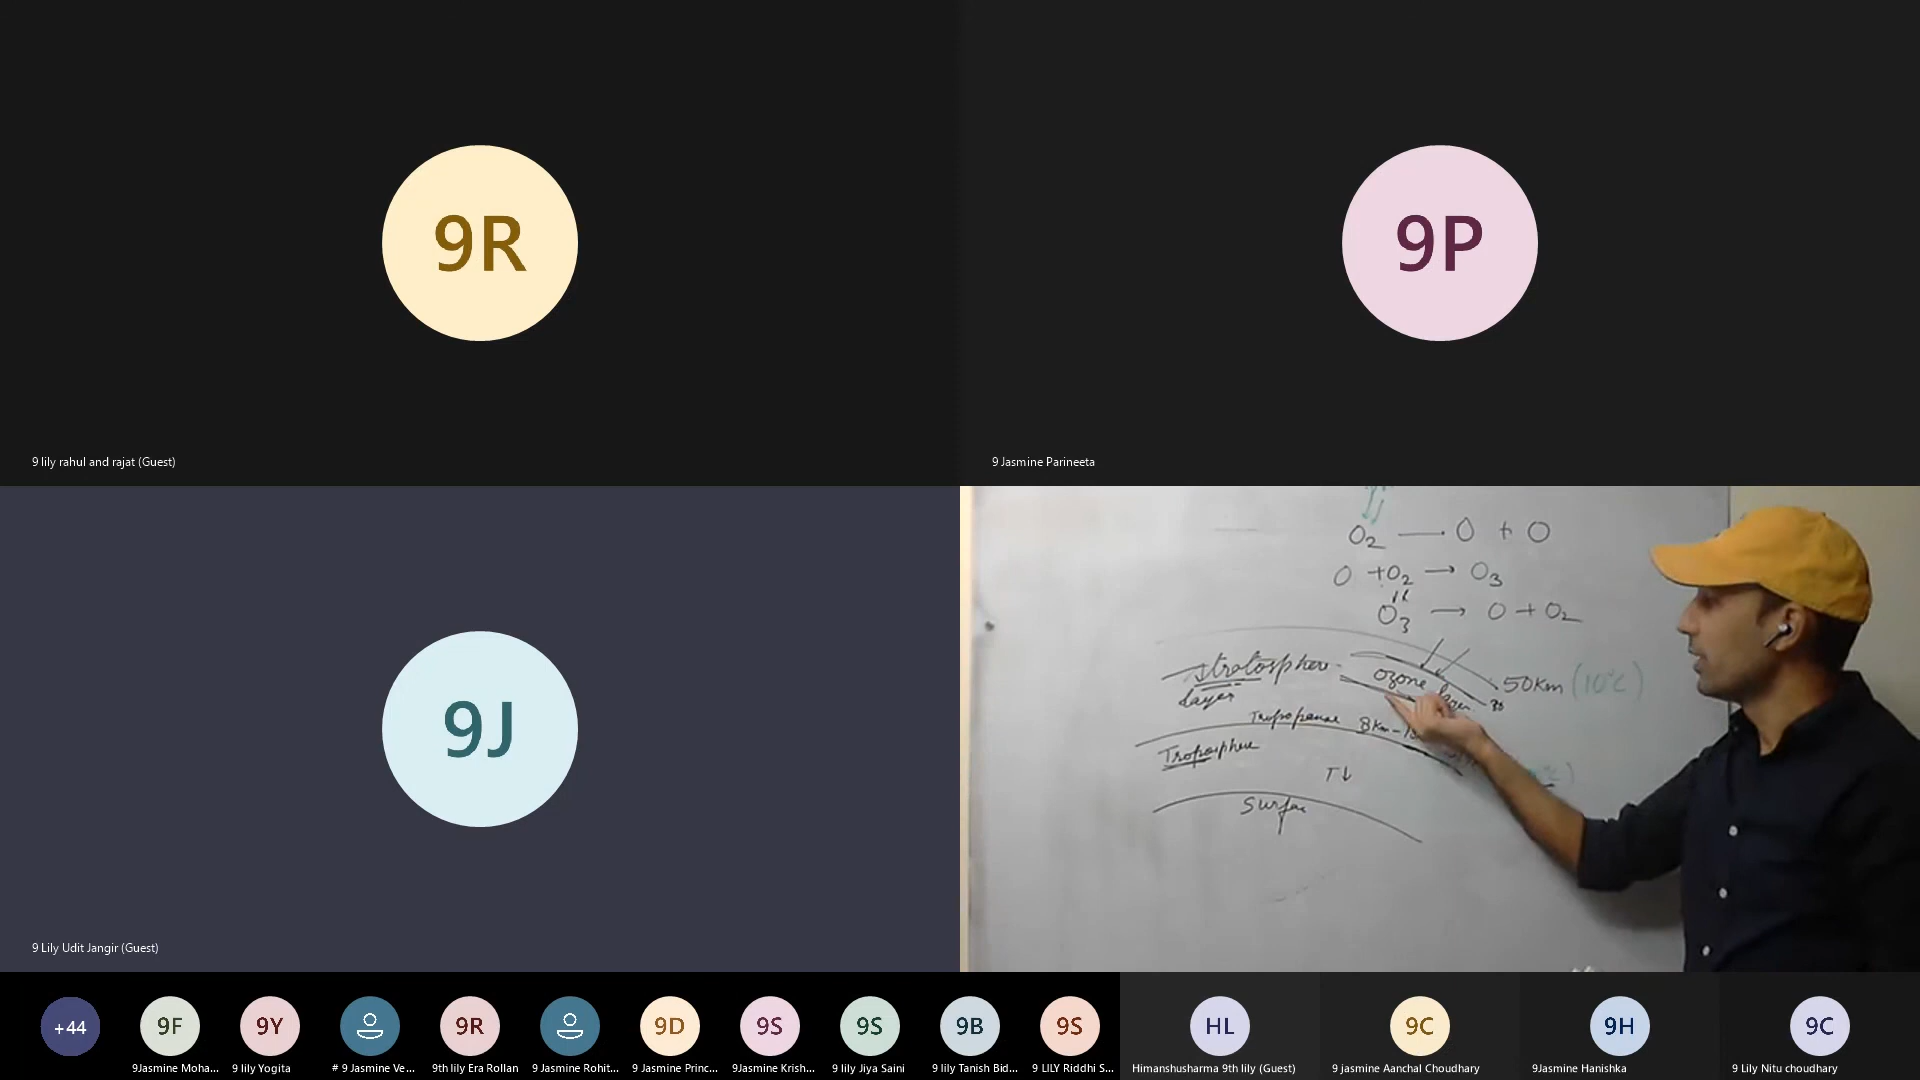 9R
9 lily rahul and rajat (Guest)
9P
9 Jasmine Parineeta
9J
9 Lily Udit Jangir (Guest)
O2 → O + O
O + O2 → O3
O3 → O + O2
Stratosphere
layer
ozone layer
50Km (10°C)
Tropopause 8Km-
Troposphere
T↓
Surfac
+44
9F
9Jasmine Moha...
9Y
9 lily Yogita
# 9 Jasmine Ve...
9R
9th lily Era Rollan
9 Jasmine Rohit...
9D
9 Jasmine Princ...
9S
9Jasmine Krish...
9S
9 lily Jiya Saini
9B
9 lily Tanish Bid...
9S
9 LILY Riddhi S...
HL
Himanshusharma 9th lily (Guest)
9C
9 jasmine Aanchal Choudhary
9H
9Jasmine Hanishka
9C
9 Lily Nitu choudhary